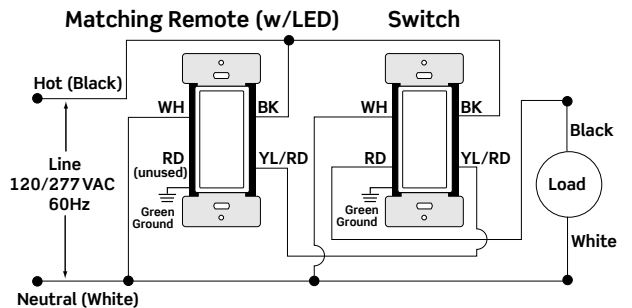 Matching Remote (w/LED)
Switch
Hot (Black)
WH
BK
WH
BK
Black
Line
120/277 VAC
60Hz
RD
(unused)
YL/RD
RD
YL/RD
Load
Green
Ground
Green
Ground
White
Neutral (White)